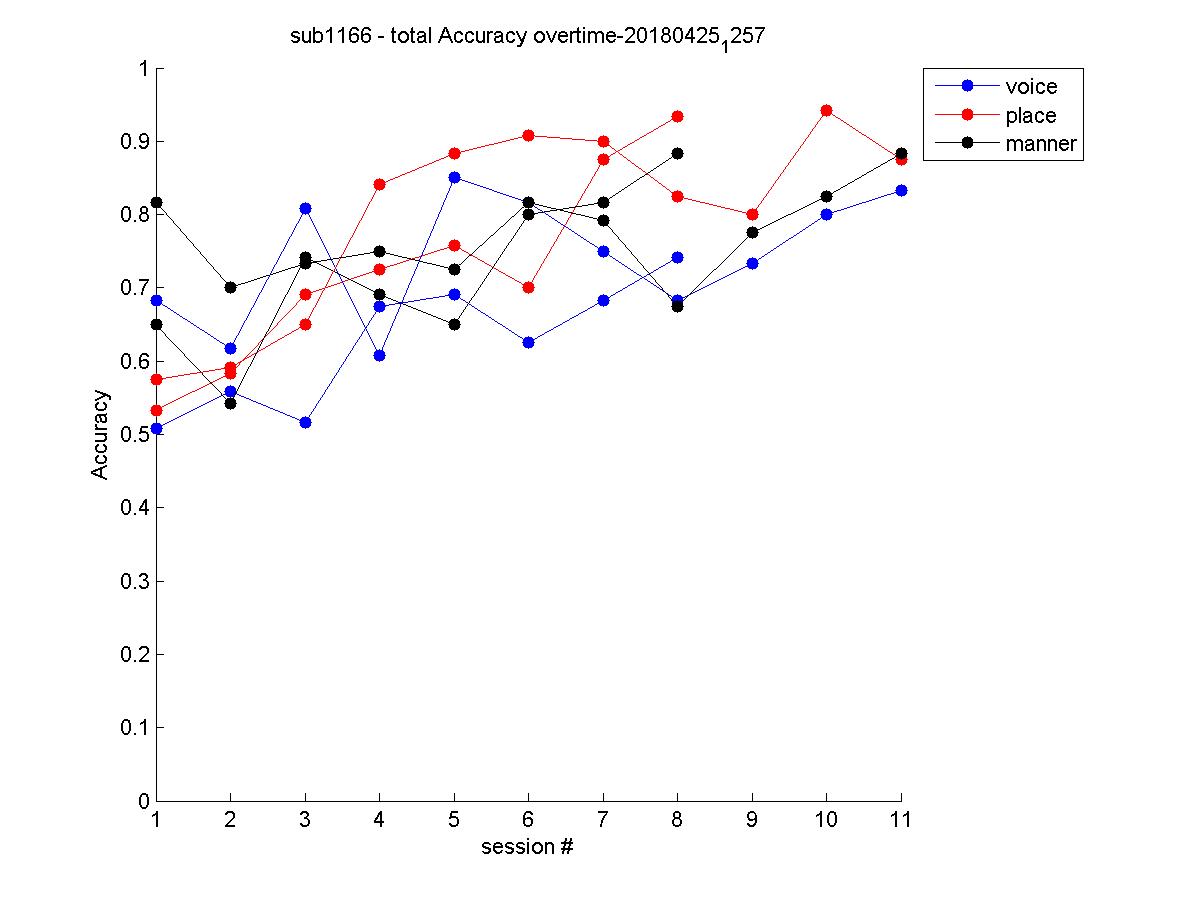 sub1166 - total Accuracy overtime-20180425₁257
voice
place
manner
1
0.9
0.8
0.7
0.6
0.5
0.4
0.3
0.2
0.1
0
Accuracy
1 2 3 4 5 6 7 8 9 10 11
session #